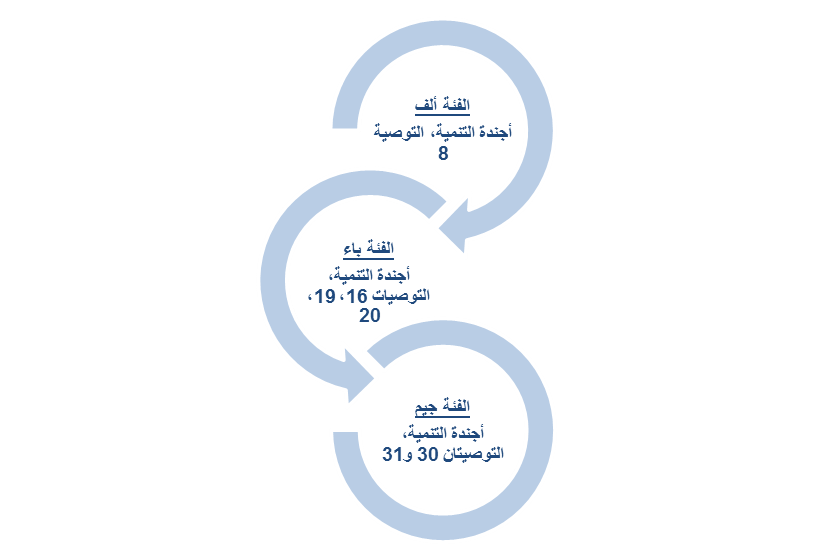 الفئة ألف
أجندة التنمية، التوصية
8
الفئة باء
أجندة التنمية،
التوصيات 16، 19،
20
الفئة جيم
أجندة التنمية،
التوصيتان 30 و31